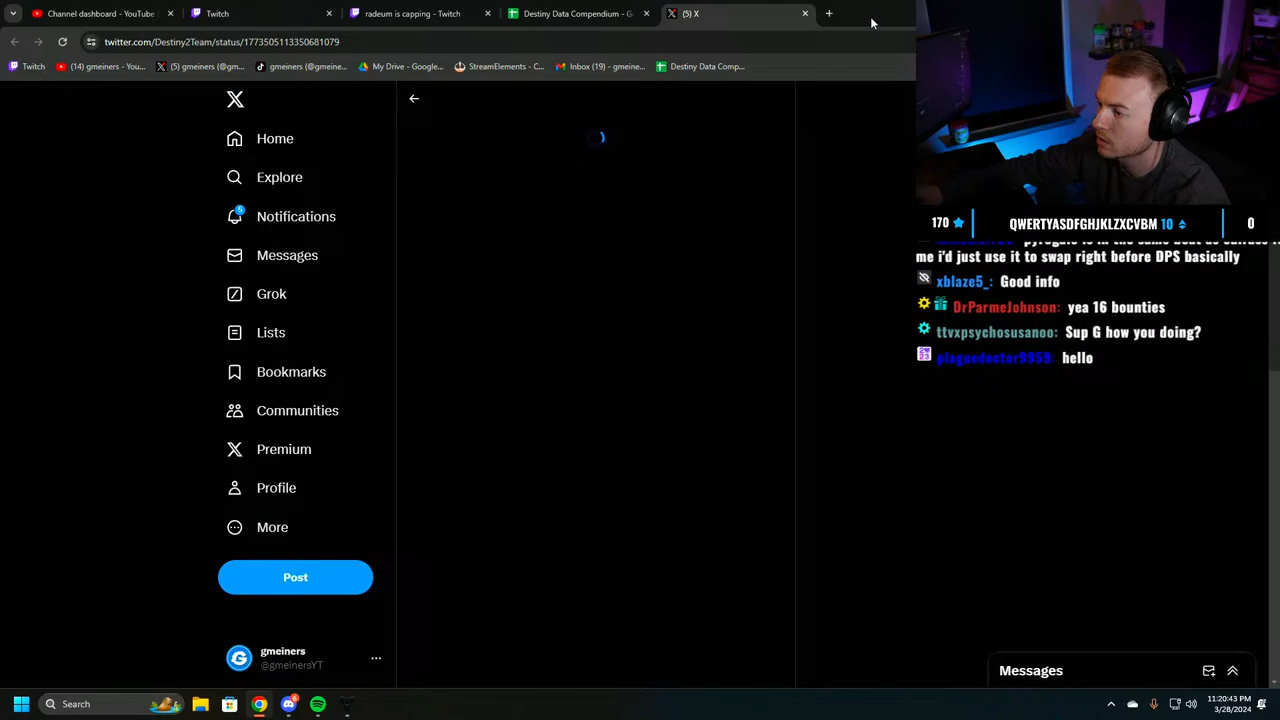 Channel dashboard - YouTube
Twitch
radeum is capping - Twitch
Destiny Data Compendium - G
(5) X
twitter.com/Destiny2Team/status/1773505113350681079
Twitch
(14) gmeiners - You...
(5) gmeiners (@gm...
gmeiners (@gmeine...
My Drive - Google...
StreamElements - C...
Inbox (19) - gmeine...
Destiny Data Comp...
Home
Explore
5
Notifications
Messages
Grok
Lists
Bookmarks
Communities
Premium
Profile
More
Post
gmeiners
@gmeinersYT
170
QWERTYASDFGHJKLZXCVBM 10
0
me i'd just use it to swap right before DPS basically
xblaze5_: Good info
DrParmeJohnson: yea 16 bounties
ttvxpsychosusanoo: Sup G how you doing?
plaguedoctor9959: hello
Messages
Search
11:20:43 PM
3/28/2024